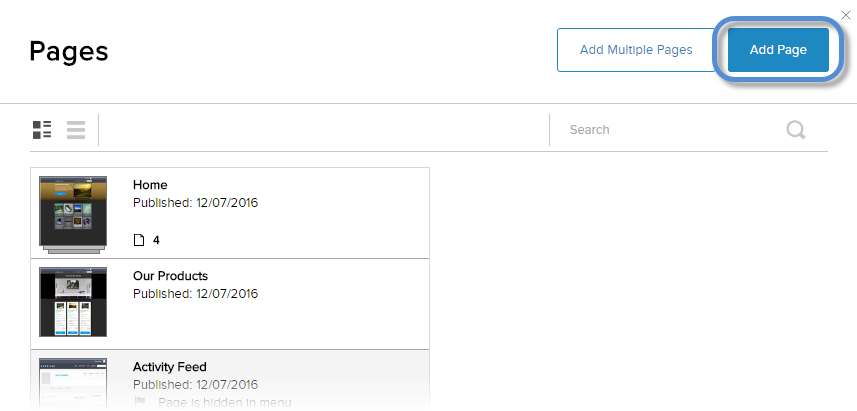 Pages
Add Multiple Pages
Add Page
Search
Home
Published: 12/07/2016
4
Our Products
Published: 12/07/2016
Activity Feed
Published: 12/07/2016
Page is hidden in menu